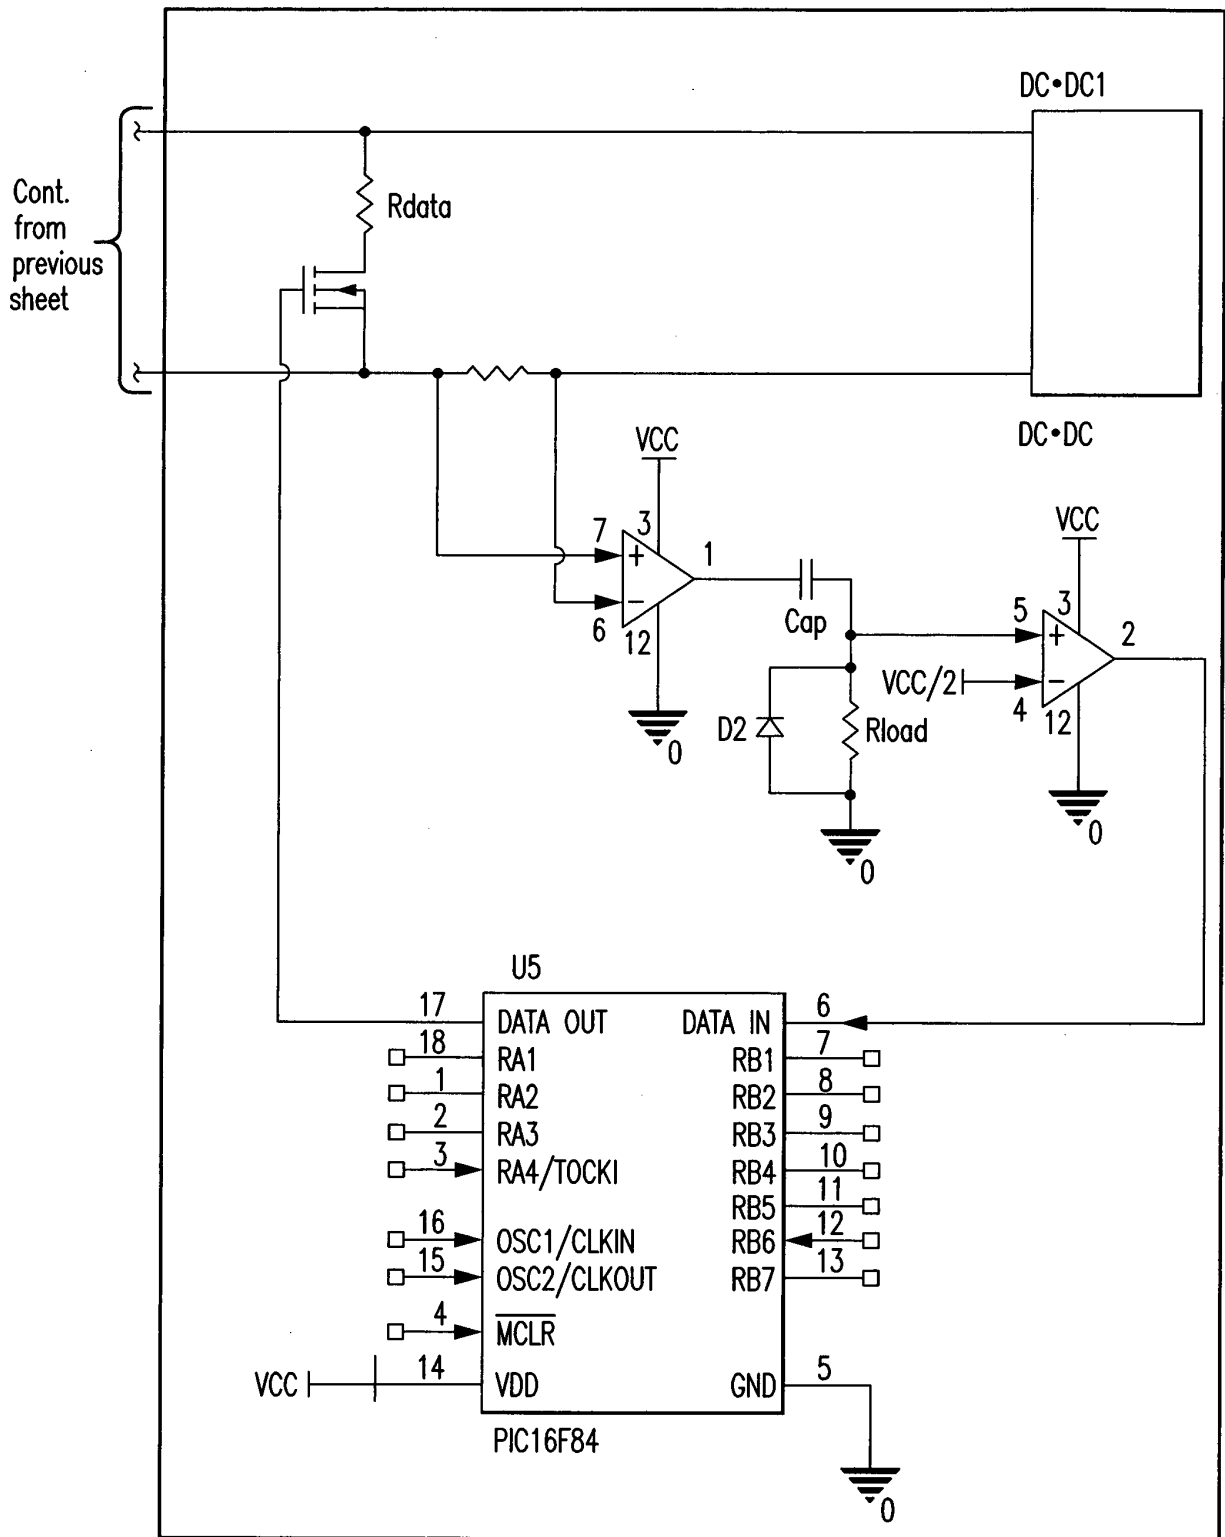 DC•DC1
Cont.
from
previous
sheet
Rdata
DC•DC
VCC
7
3
+
1
−
6
12
0
Cap
VCC
5
3
+
2
VCC/2
−
4
12
0
D2
Rload
0
U5
17
DATA OUT
DATA IN
6
18
RA1
RB1
7
1
RA2
RB2
8
2
RA3
RB3
9
3
RA4/TOCKI
RB4
10
RB5
11
16
OSC1/CLKIN
RB6
12
15
OSC2/CLKOUT
RB7
13
4
MCLR
VCC
14
VDD
GND
5
PIC16F84
0